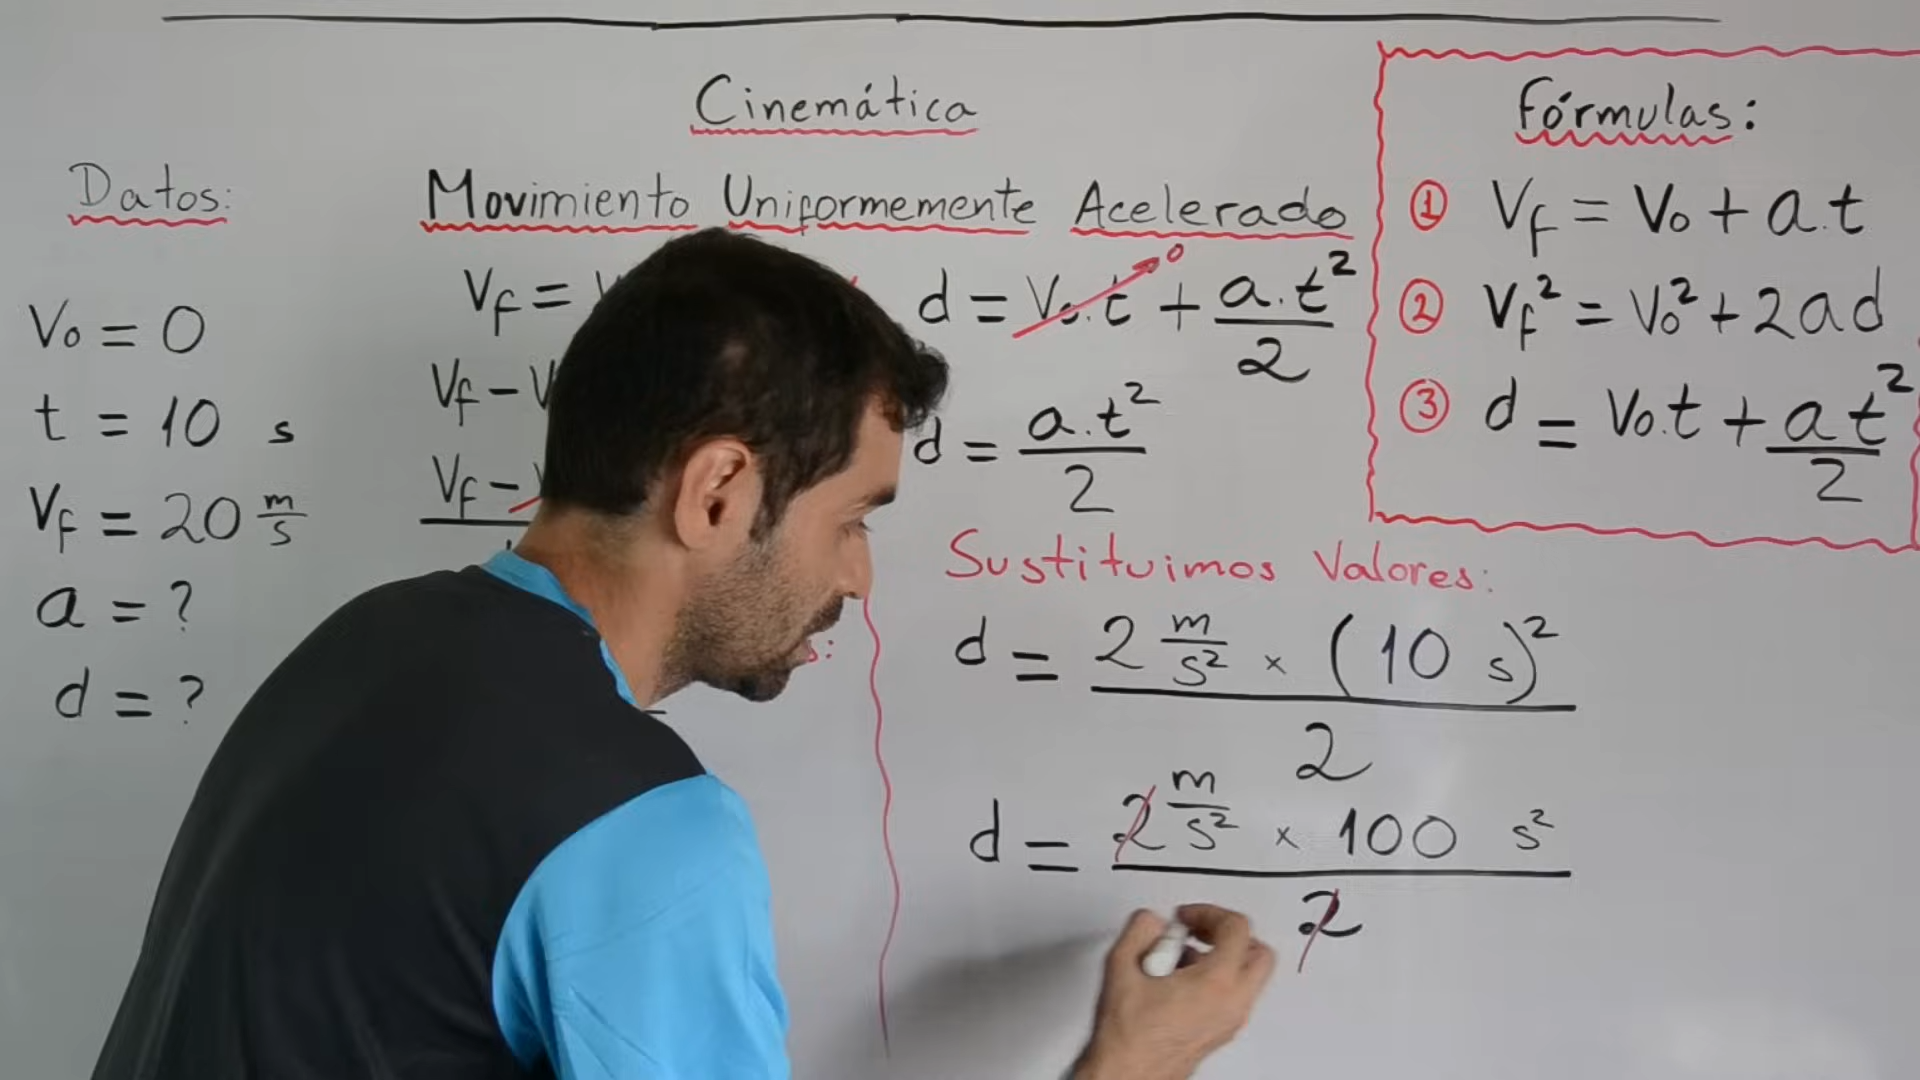 Cinemática
Datos:
Vo = 0
t = 10 s
Vf = 20 m/s
a = ?
d = ?
Movimiento Uniformemente Acelerado
Vf =
Vf -
Vf -
d = Vo.t + a.t²/2
0
d = a.t²/2
Sustituimos Valores:
d = 2 m/s² × (10 s)²/2
d = 2 m/s² × 100 s²/2
Fórmulas:
① Vf = Vo + a.t
② Vf² = Vo² + 2ad
③ d = Vo.t + at²/2